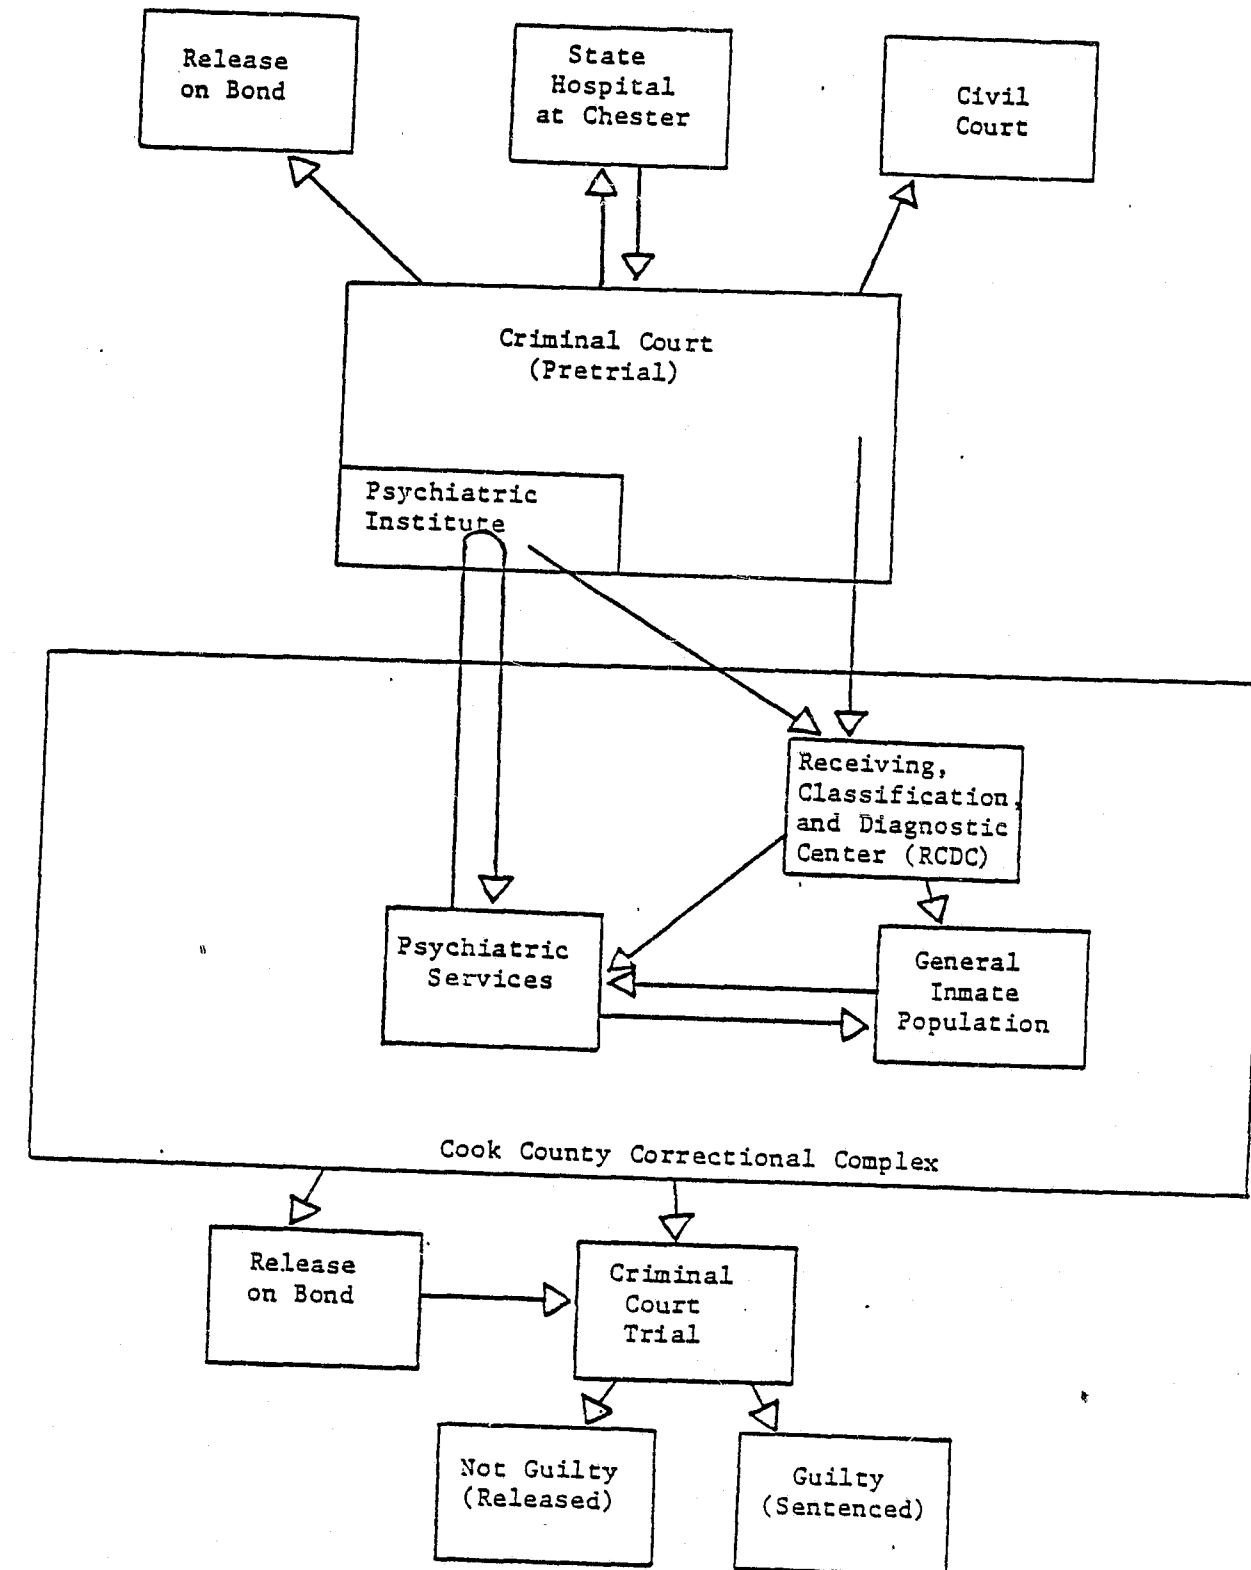 Release
on Bond
State
Hospital
at Chester
Civil
Court
Criminal Court
(Pretrial)
Psychiatric
Institute
Receiving,
Classification,
and Diagnostic
Center (RCDC)
Psychiatric
Services
General
Inmate
Population
Cook County Correctional Complex
Release
on Bond
Criminal
Court
Trial
Not Guilty
(Released)
Guilty
(Sentenced)